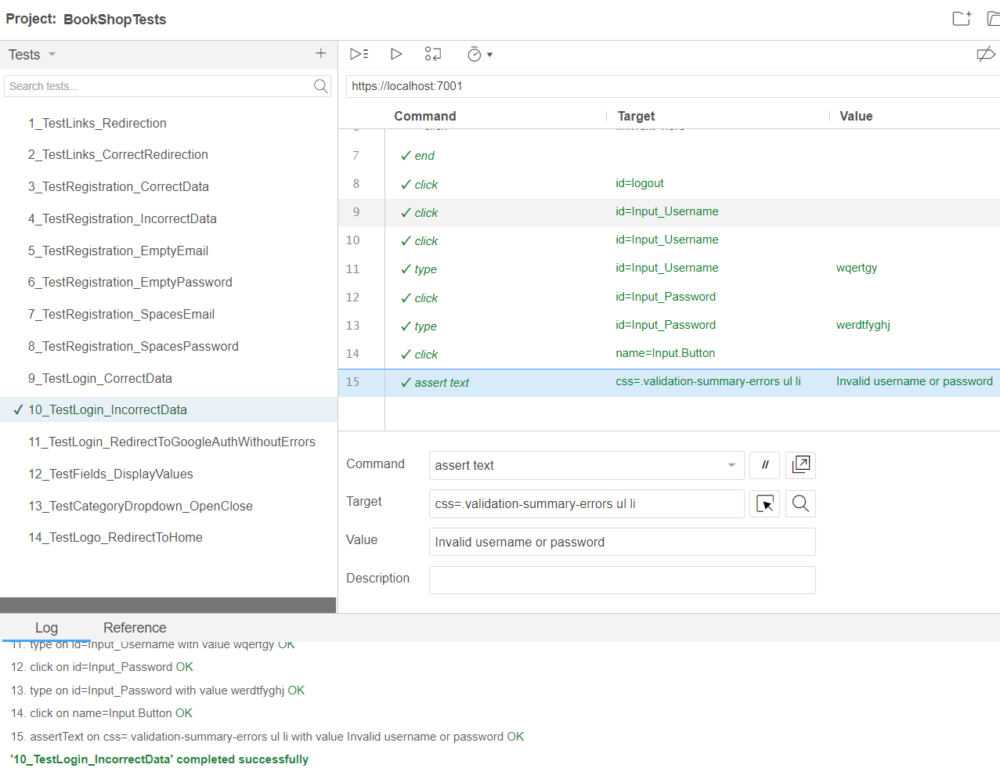 Project: BookShopTests
Tests
Search tests...
1_TestLinks_Redirection
2_TestLinks_CorrectRedirection
3_TestRegistration_CorrectData
4_TestRegistration_IncorrectData
5_TestRegistration_EmptyEmail
6_TestRegistration_EmptyPassword
7_TestRegistration_SpacesEmail
8_TestRegistration_SpacesPassword
9_TestLogin_CorrectData
✓ 10_TestLogin_IncorrectData
11_TestLogin_RedirectToGoogleAuthWithoutErrors
12_TestFields_DisplayValues
13_TestCategoryDropdown_OpenClose
14_TestLogo_RedirectToHome
https://localhost:7001
Command Target Value
7 ✓ end
8 ✓ click id=logout
9 ✓ click id=Input_Username
10 ✓ click id=Input_Username
11 ✓ type id=Input_Username wqertgy
12 ✓ click id=Input_Password
13 ✓ type id=Input_Password werdtfyghj
14 ✓ click name=Input.Button
15 ✓ assert text css=.validation-summary-errors ul li Invalid username or password
Command assert text //
Target css=.validation-summary-errors ul li
Value Invalid username or password
Description
Log Reference
11. type on id=Input_Username with value wqertgy OK
12. click on id=Input_Password OK
13. type on id=Input_Password with value werdtfyghj OK
14. click on name=Input.Button OK
15. assertText on css=.validation-summary-errors ul li with value Invalid username or password OK
'10_TestLogin_IncorrectData' completed successfully